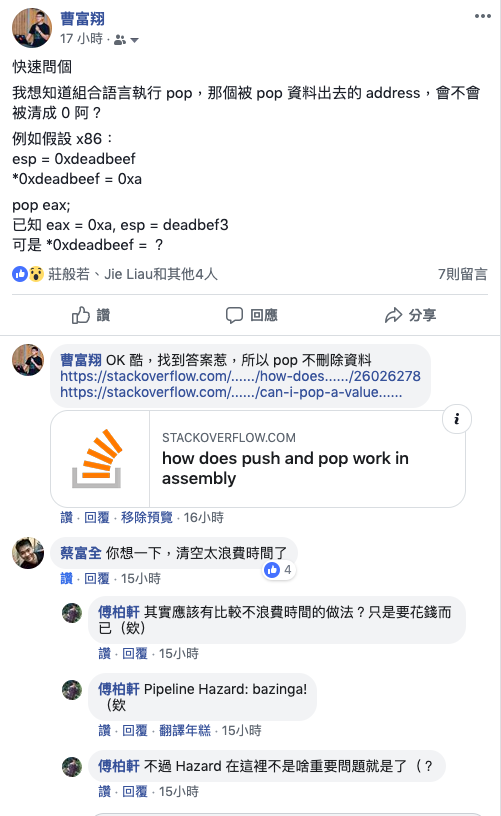 曹富翔
17 小時 ·
快速問個
我想知道組合語言執行 pop，那個被 pop 資料出去的 address，會不會
被清成 0 阿？
例如假設 x86：
esp = 0xdeadbeef
*0xdeadbeef = 0xa
pop eax;
已知 eax = 0xa, esp = deadbef3
可是 *0xdeadbeef = ？
莊般若、Jie Liau和其他4人
7則留言
讚
回應
分享
曹富翔 OK 酷，找到答案惹，所以 pop 不刪除資料
https://stackoverflow.com/....../how-does....../26026278
https://stackoverflow.com/....../can-i-pop-a-value......
i
STACKOVERFLOW.COM
how does push and pop work in
assembly
讚 · 回覆 · 移除預覽 · 16小時
蔡富全 你想一下，清空太浪費時間了
4
讚 · 回覆 · 15小時
傅柏軒 其實應該有比較不浪費時間的做法？只是要花錢而
已（欸）
讚 · 回覆 · 15小時
傅柏軒 Pipeline Hazard: bazinga!
（欸
讚 · 回覆 · 翻譯年糕 · 15小時
傅柏軒 不過 Hazard 在這裡不是啥重要問題就是了（？
讚 · 回覆 · 15小時